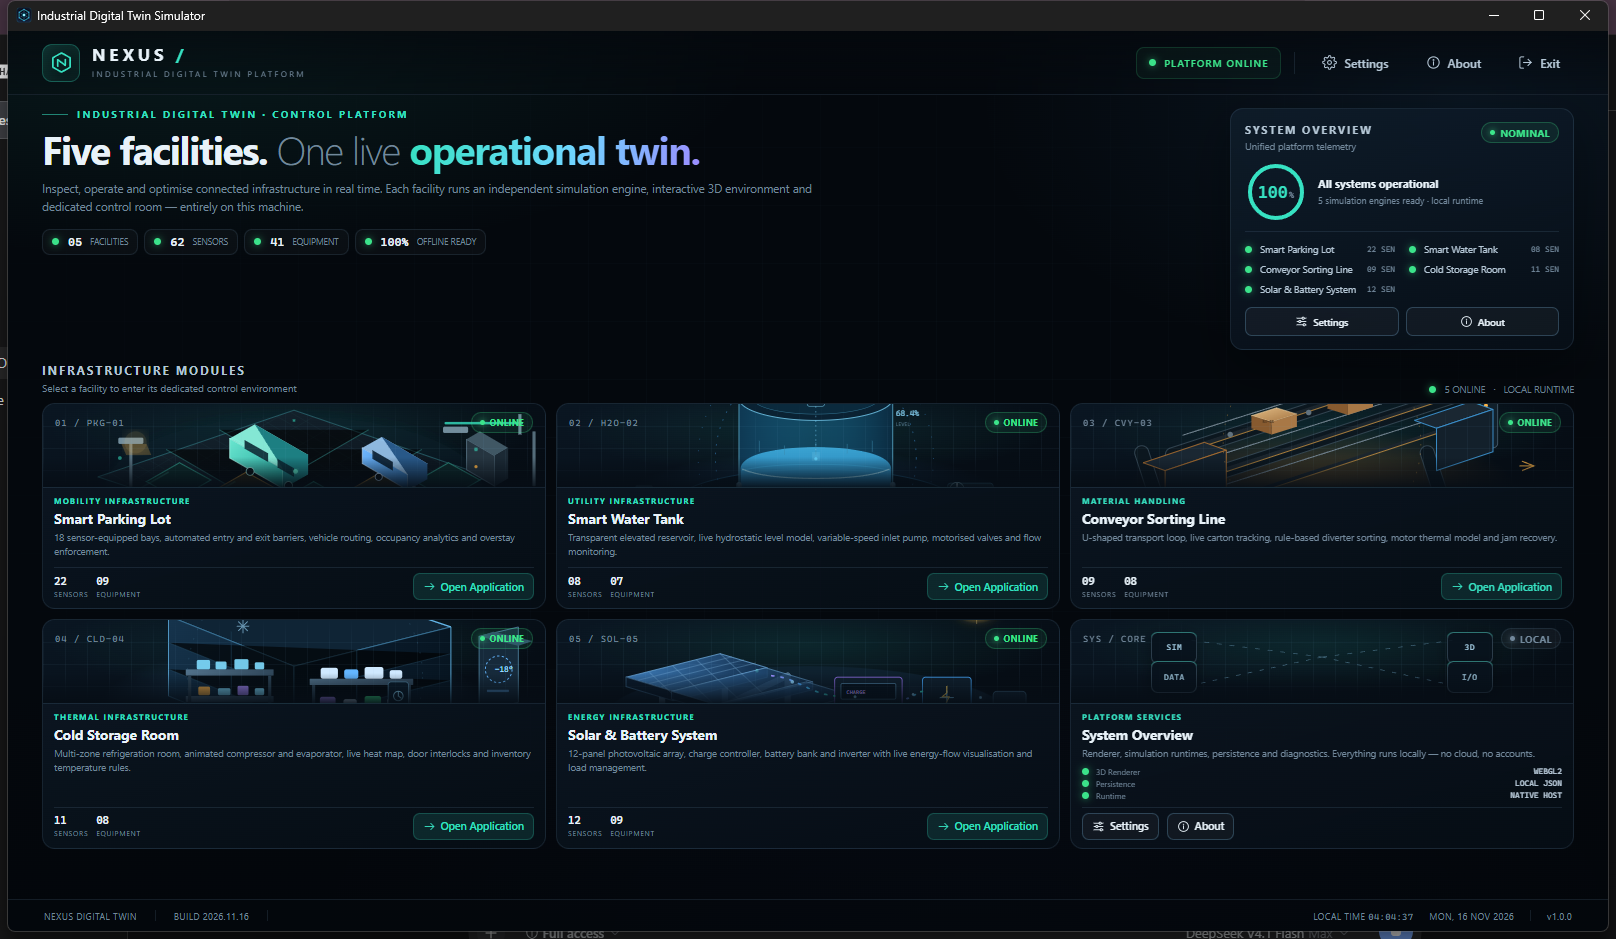 Industrial Digital Twin Simulator
NEXUS /
INDUSTRIAL DIGITAL TWIN PLATFORM
PLATFORM ONLINE
Settings
About
Exit
INDUSTRIAL DIGITAL TWIN · CONTROL PLATFORM
Five facilities. One live operational twin.
Inspect, operate and optimise connected infrastructure in real time. Each facility runs an independent simulation engine, interactive 3D environment and
dedicated control room — entirely on this machine.
05 FACILITIES
62 SENSORS
41 EQUIPMENT
100% OFFLINE READY
SYSTEM OVERVIEW
NOMINAL
Unified platform telemetry
100%
All systems operational
5 simulation engines ready · local runtime
Smart Parking Lot 22 SEN
Smart Water Tank 08 SEN
Conveyor Sorting Line 09 SEN
Cold Storage Room 11 SEN
Solar & Battery System 12 SEN
Settings
About
INFRASTRUCTURE MODULES
Select a facility to enter its dedicated control environment
5 ONLINE · LOCAL RUNTIME
01 / PKG-01
ONLINE
MOBILITY INFRASTRUCTURE
Smart Parking Lot
18 sensor-equipped bays, automated entry and exit barriers, vehicle routing, occupancy analytics and overstay
enforcement.
22 09
SENSORS EQUIPMENT
Open Application
02 / H2O-02
68.4%
LEVEL
ONLINE
UTILITY INFRASTRUCTURE
Smart Water Tank
Transparent elevated reservoir, live hydrostatic level model, variable-speed inlet pump, motorised valves and flow
monitoring.
08 07
SENSORS EQUIPMENT
Open Application
03 / CVY-03
ONLINE
MATERIAL HANDLING
Conveyor Sorting Line
U-shaped transport loop, live carton tracking, rule-based diverter sorting, motor thermal model and jam recovery.
09 08
SENSORS EQUIPMENT
Open Application
04 / CLD-04
ONLINE
-18°
THERMAL INFRASTRUCTURE
Cold Storage Room
Multi-zone refrigeration room, animated compressor and evaporator, live heat map, door interlocks and inventory
temperature rules.
11 08
SENSORS EQUIPMENT
Open Application
05 / SOL-05
ONLINE
CHARGE
ENERGY INFRASTRUCTURE
Solar & Battery System
12-panel photovoltaic array, charge controller, battery bank and inverter with live energy-flow visualisation and
load management.
12 09
SENSORS EQUIPMENT
Open Application
SYS / CORE
SIM
DATA
3D
I/O
LOCAL
PLATFORM SERVICES
System Overview
Renderer, simulation runtimes, persistence and diagnostics. Everything runs locally — no cloud, no accounts.
3D Renderer WEBGL2
Persistence LOCAL JSON
Runtime NATIVE HOST
Settings
About
NEXUS DIGITAL TWIN
BUILD 2026.11.16
LOCAL TIME 04:04:37
MON, 16 NOV 2026
v1.0.0
Full access
DeepSeek V4.1 Flash Max